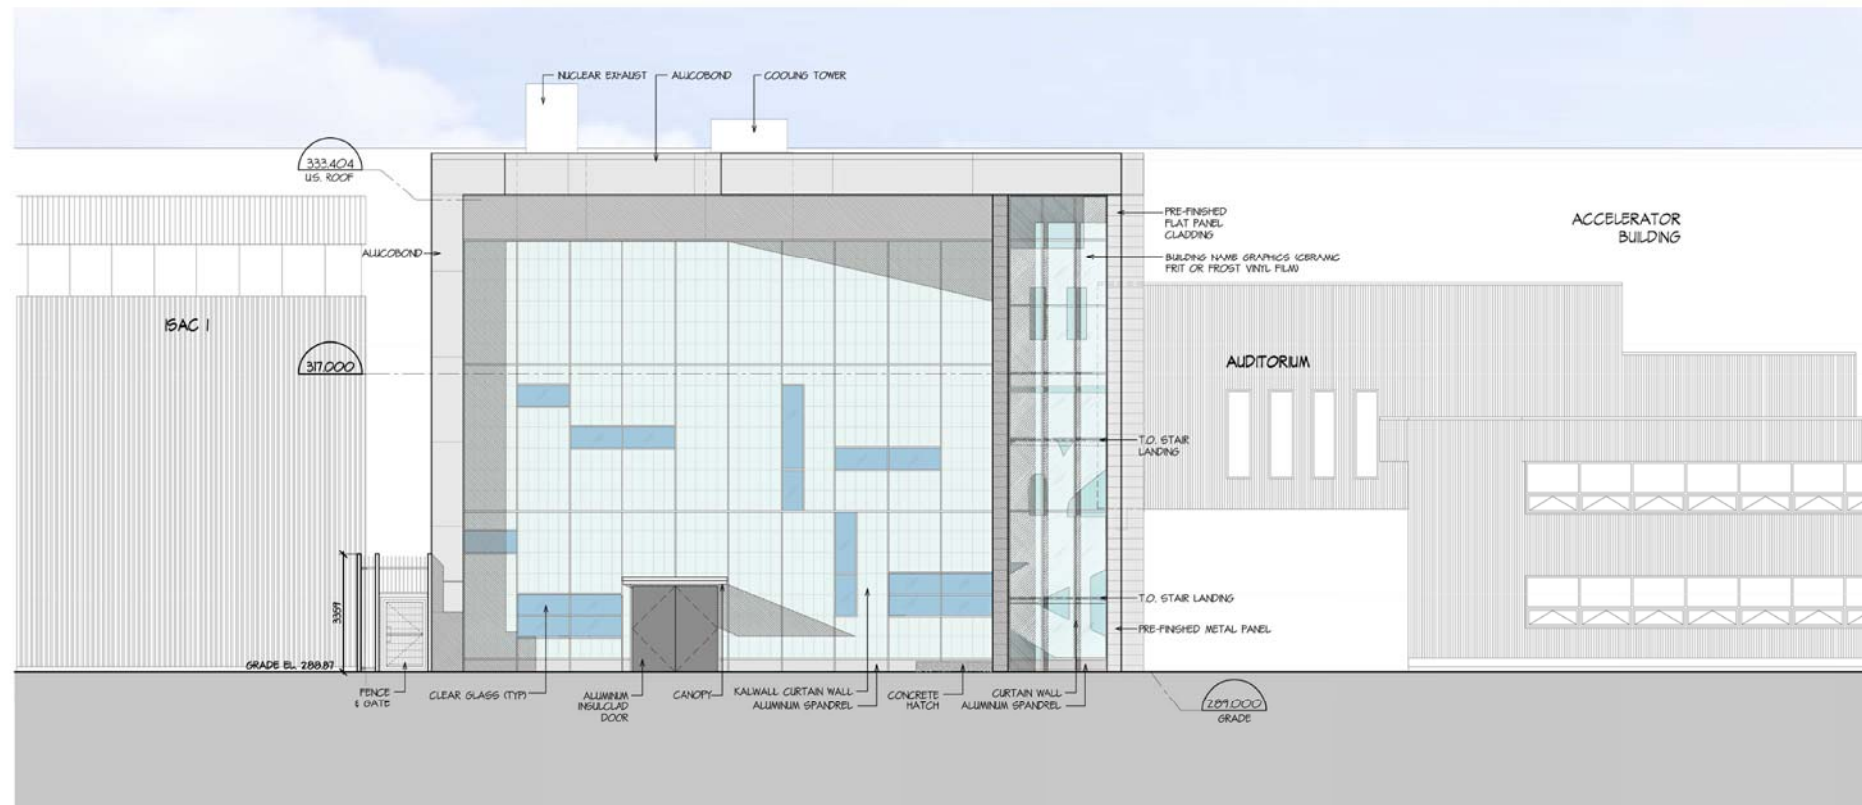 NUCLEAR EXHAUST
ALUCOBOND
COOLING TOWER
333.404
U.S. ROOF
PRE-FINISHED
FLAT PANEL
CLADDING
ACCELERATOR
BUILDING
ALUCOBOND
BUILDING NAME GRAPHICS (CERAMIC
FRIT OR FROST VINYL FILM)
ISAC I
317.000
AUDITORIUM
T.O. STAIR
LANDING
3359
T.O. STAIR LANDING
PRE-FINISHED METAL PANEL
GRADE EL. 288.87
FENCE
& GATE
CLEAR GLASS (TYP)
ALUMINUM
INSULCLAD
DOOR
CANOPY
KALWALL CURTAIN WALL
ALUMINUM SPANDREL
CONCRETE
HATCH
CURTAIN WALL
ALUMINUM SPANDREL
289.000
GRADE